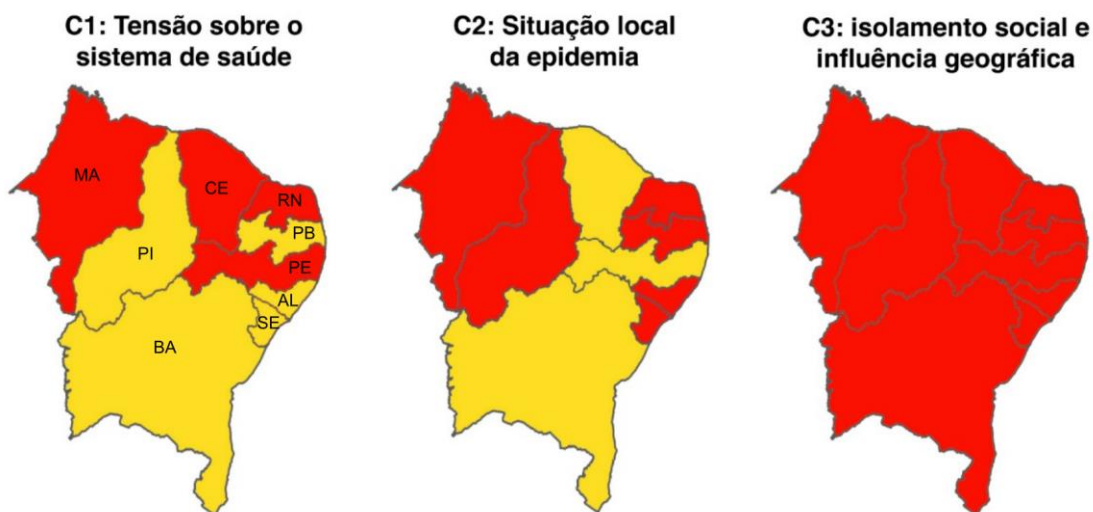 C1: Tensão sobre o
sistema de saúde
C2: Situação local
da epidemia
C3: isolamento social e
influência geográfica
MA
CE
RN
PB
PI
PE
AL
SE
BA